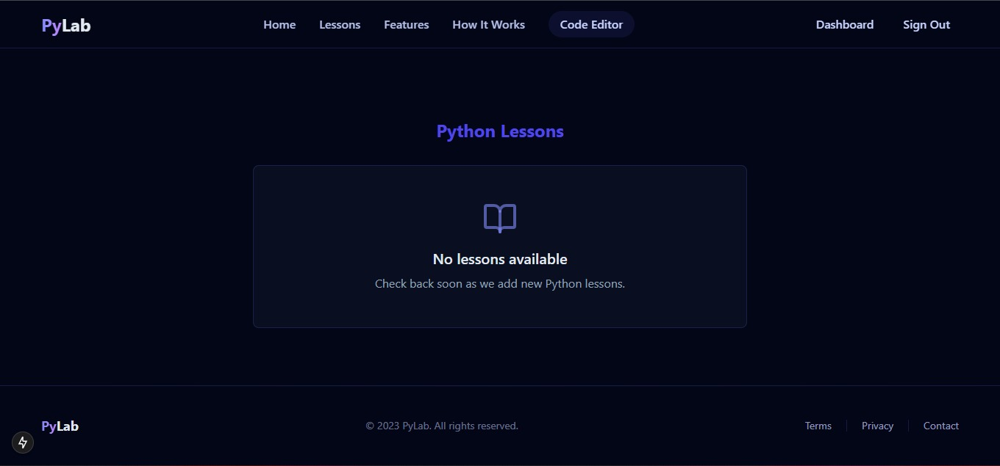 PyLab
Home
Lessons
Features
How It Works
Code Editor
Dashboard
Sign Out
Python Lessons
No lessons available
Check back soon as we add new Python lessons.
PyLab
© 2023 PyLab. All rights reserved.
Terms
Privacy
Contact